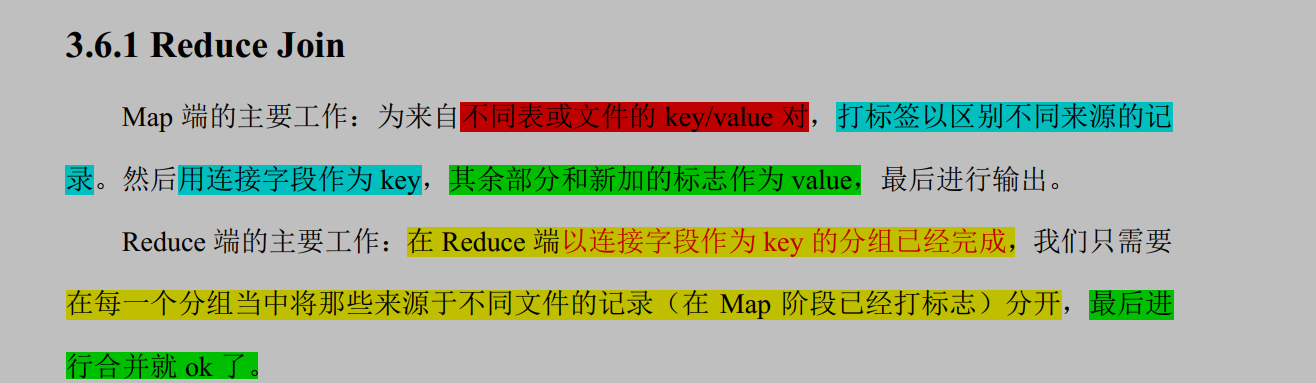 3.6.1 Reduce Join
Map 端的主要工作：为来自不同表或文件的 key/value 对，打标签以区别不同来源的记
录。然后用连接字段作为 key，其余部分和新加的标志作为 value，最后进行输出。
Reduce 端的主要工作：在 Reduce 端以连接字段作为 key 的分组已经完成，我们只需要
在每一个分组当中将那些来源于不同文件的记录（在 Map 阶段已经打标志）分开，最后进
行合并就 ok 了。